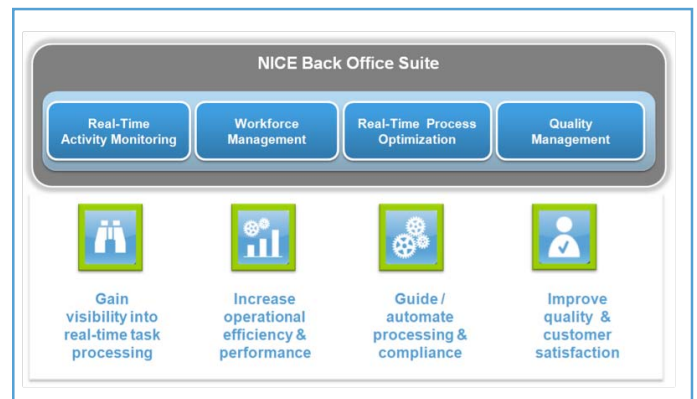 NICE Back Office Suite
Real-Time
Activity Monitoring
Workforce
Management
Real-Time Process
Optimization
Quality
Management
Gain
visibility into
real-time task
processing
Increase
operational
efficiency &
performance
Guide /
automate
processing &
compliance
Improve
quality &
customer
satisfaction